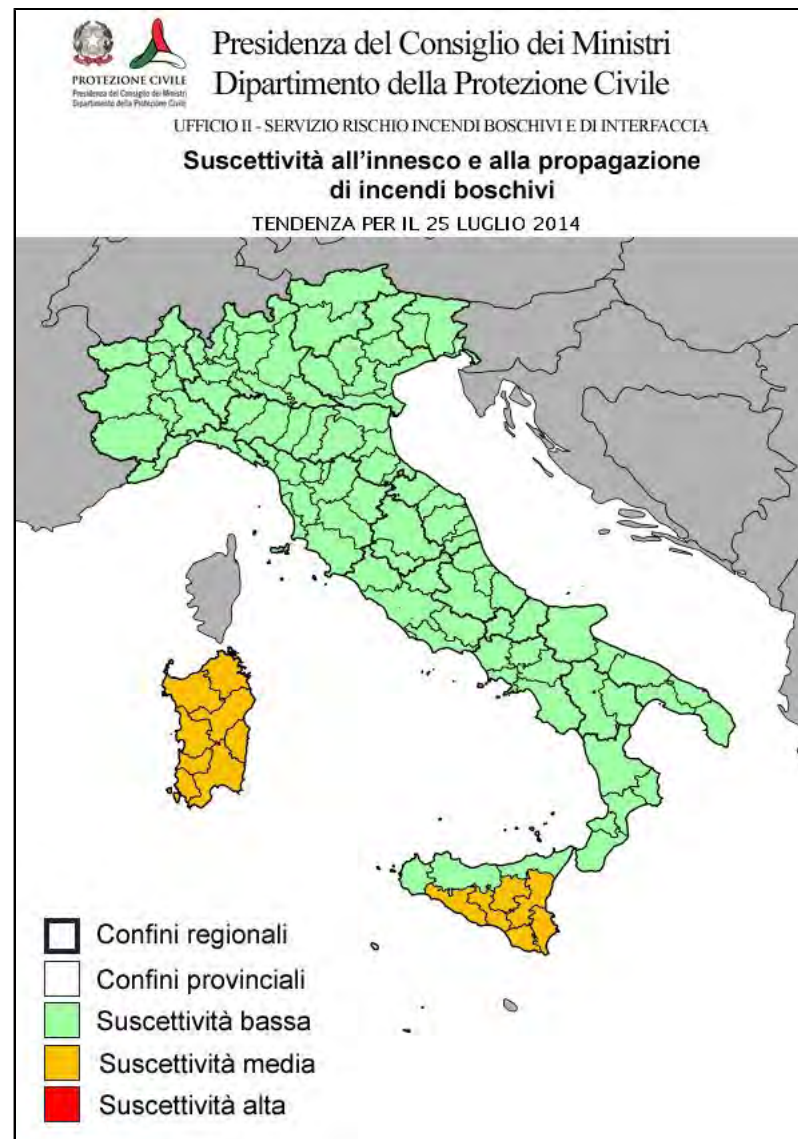 Presidenza del Consiglio dei Ministri
Dipartimento della Protezione Civile
PROTEZIONE CIVILE
Presidenza del Consiglio dei Ministri
Dipartimento della Protezione Civile
UFFICIO II - SERVIZIO RISCHIO INCENDI BOSCHIVI E DI INTERFACCIA
Suscettività all'innesco e alla propagazione
di incendi boschivi
TENDENZA PER IL 25 LUGLIO 2014
Confini regionali
Confini provinciali
Suscettività bassa
Suscettività media
Suscettività alta